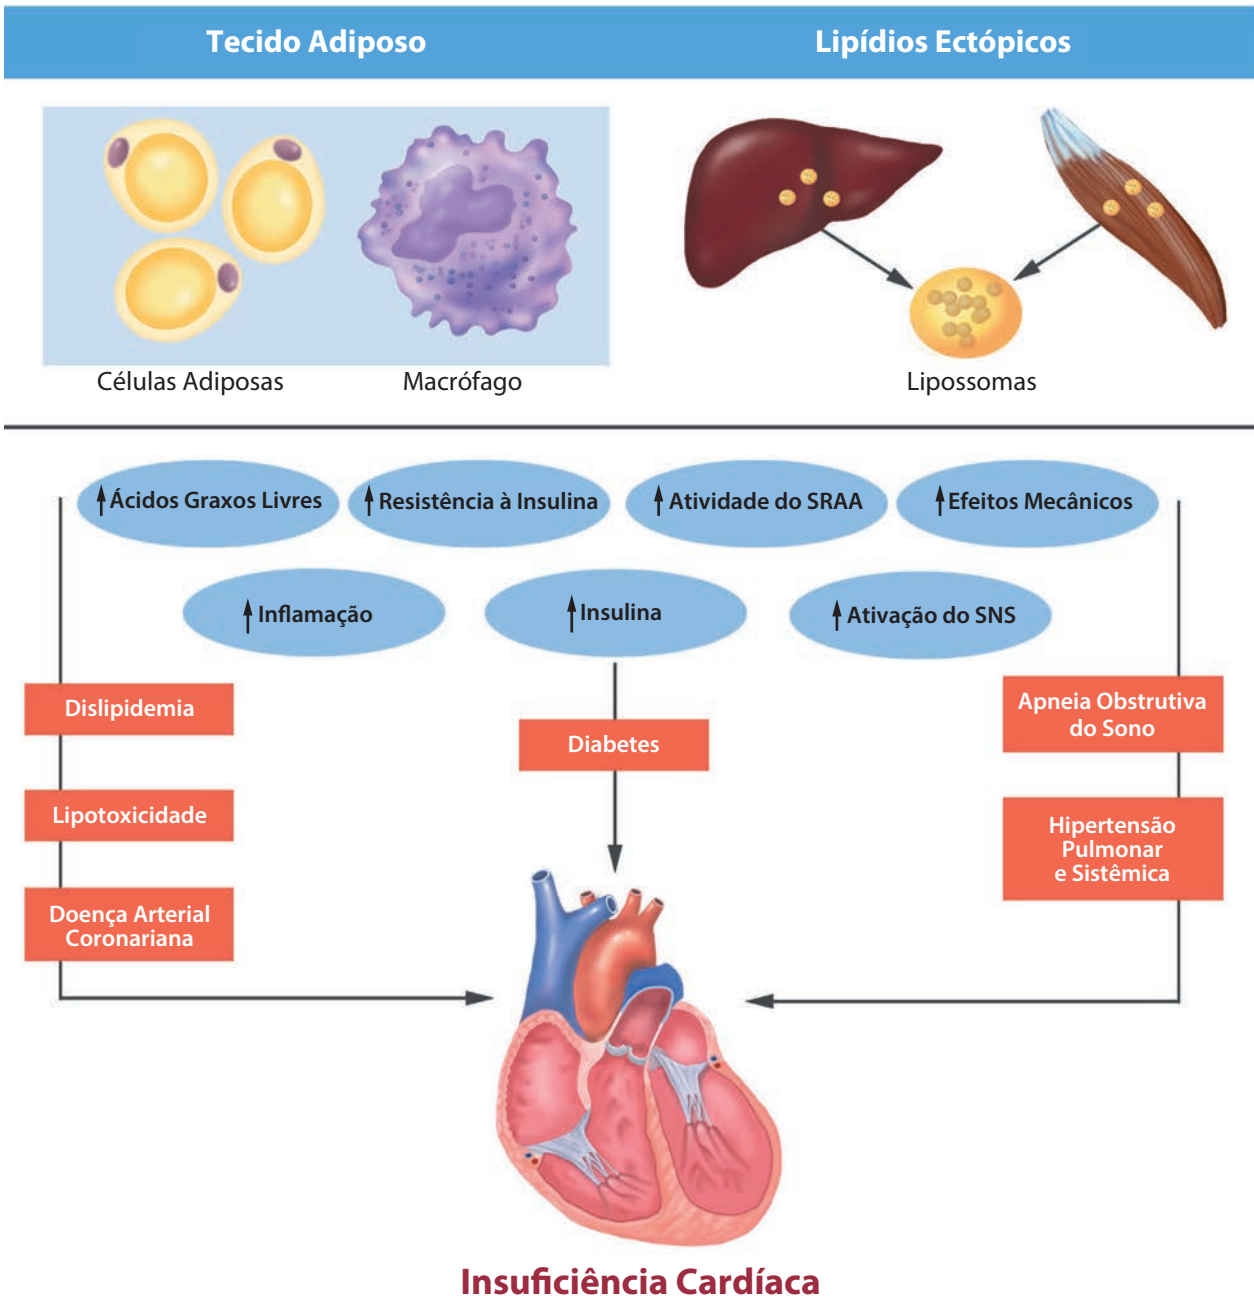 Tecido Adiposo
Lipídios Ectópicos
Células Adiposas
Macrófago
Lipossomas
↑Ácidos Graxos Livres
↑Resistência à Insulina
↑Atividade do SRAA
↑Efeitos Mecânicos
↑Inflamação
↑Insulina
↑Ativação do SNS
Dislipidemia
Lipotoxicidade
Doença Arterial
Coronariana
Diabetes
Apneia Obstrutiva
do Sono
Hipertensão
Pulmonar
e Sistêmica
Insuficiência Cardíaca